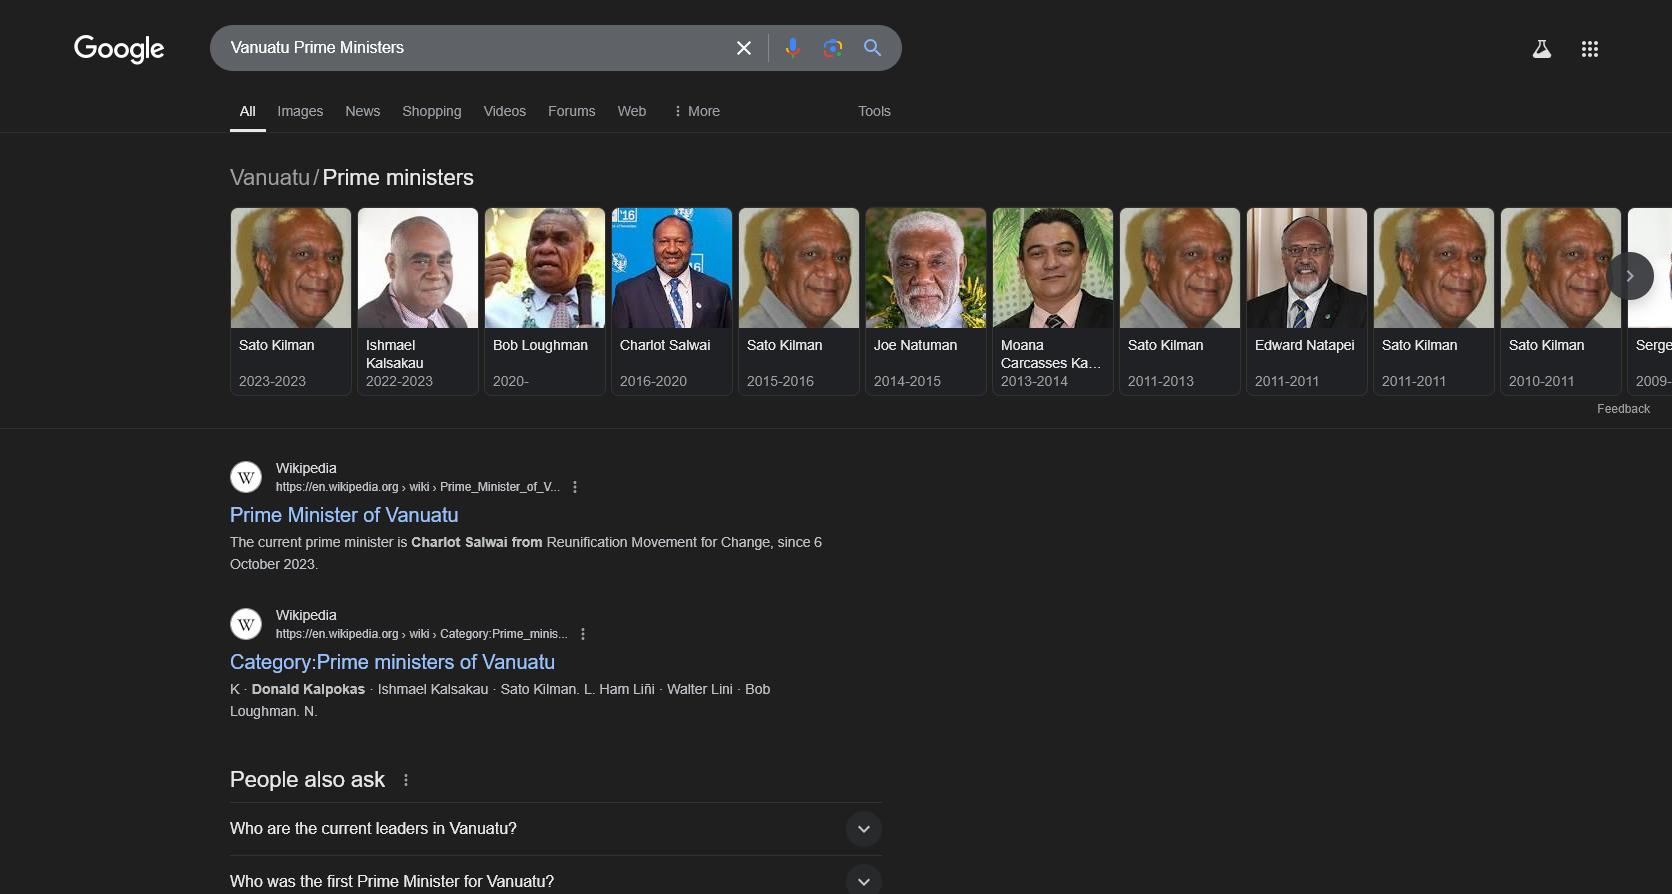 Google
Vanuatu Prime Ministers
All Images News Shopping Videos Forums Web More Tools
Vanuatu/Prime ministers
'16
16
Sato Kilman
2023-2023
Ishmael
Kalsakau
2022-2023
Bob Loughman
2020-
Charlot Salwai
2016-2020
Sato Kilman
2015-2016
Joe Natuman
2014-2015
Moana
Carcasses Ka...
2013-2014
Sato Kilman
2011-2013
Edward Natapei
2011-2011
Sato Kilman
2011-2011
Sato Kilman
2010-2011
Serge
2009-
Feedback
W
Wikipedia
https://en.wikipedia.org › wiki › Prime_Minister_of_V...
Prime Minister of Vanuatu
The current prime minister is Charlot Salwai from Reunification Movement for Change, since 6
October 2023.
W
Wikipedia
https://en.wikipedia.org › wiki › Category:Prime_minis...
Category:Prime ministers of Vanuatu
K · Donald Kalpokas · Ishmael Kalsakau · Sato Kilman. L. Ham Liñi · Walter Lini · Bob
Loughman. N.
People also ask
Who are the current leaders in Vanuatu?
Who was the first Prime Minister for Vanuatu?